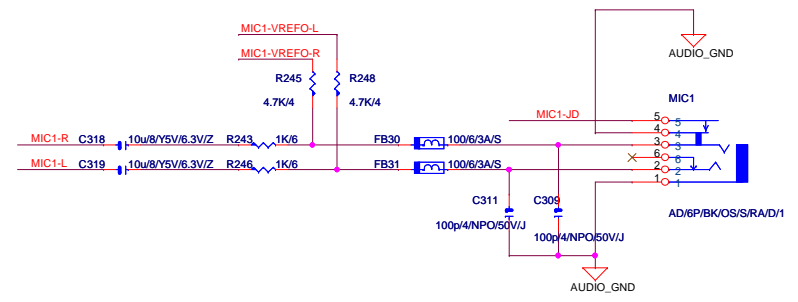 MIC1-VREFO-L
MIC1-VREFO-R
AUDIO_GND
R245 R248
4.7K/4 4.7K/4
MIC1
MIC1-JD
5 5
4 4
MIC1-R C318 10u/8/Y5V/6.3V/Z R243 1K/6 FB30 100/6/3A/S 3 3
6 6
MIC1-L C319 10u/8/Y5V/6.3V/Z R246 1K/6 FB31 100/6/3A/S 2 2
1 1
C311 C309
100p/4/NPO/50V/J
100p/4/NPO/50V/J
AD/6P/BK/OS/S/RA/D/1
AUDIO_GND